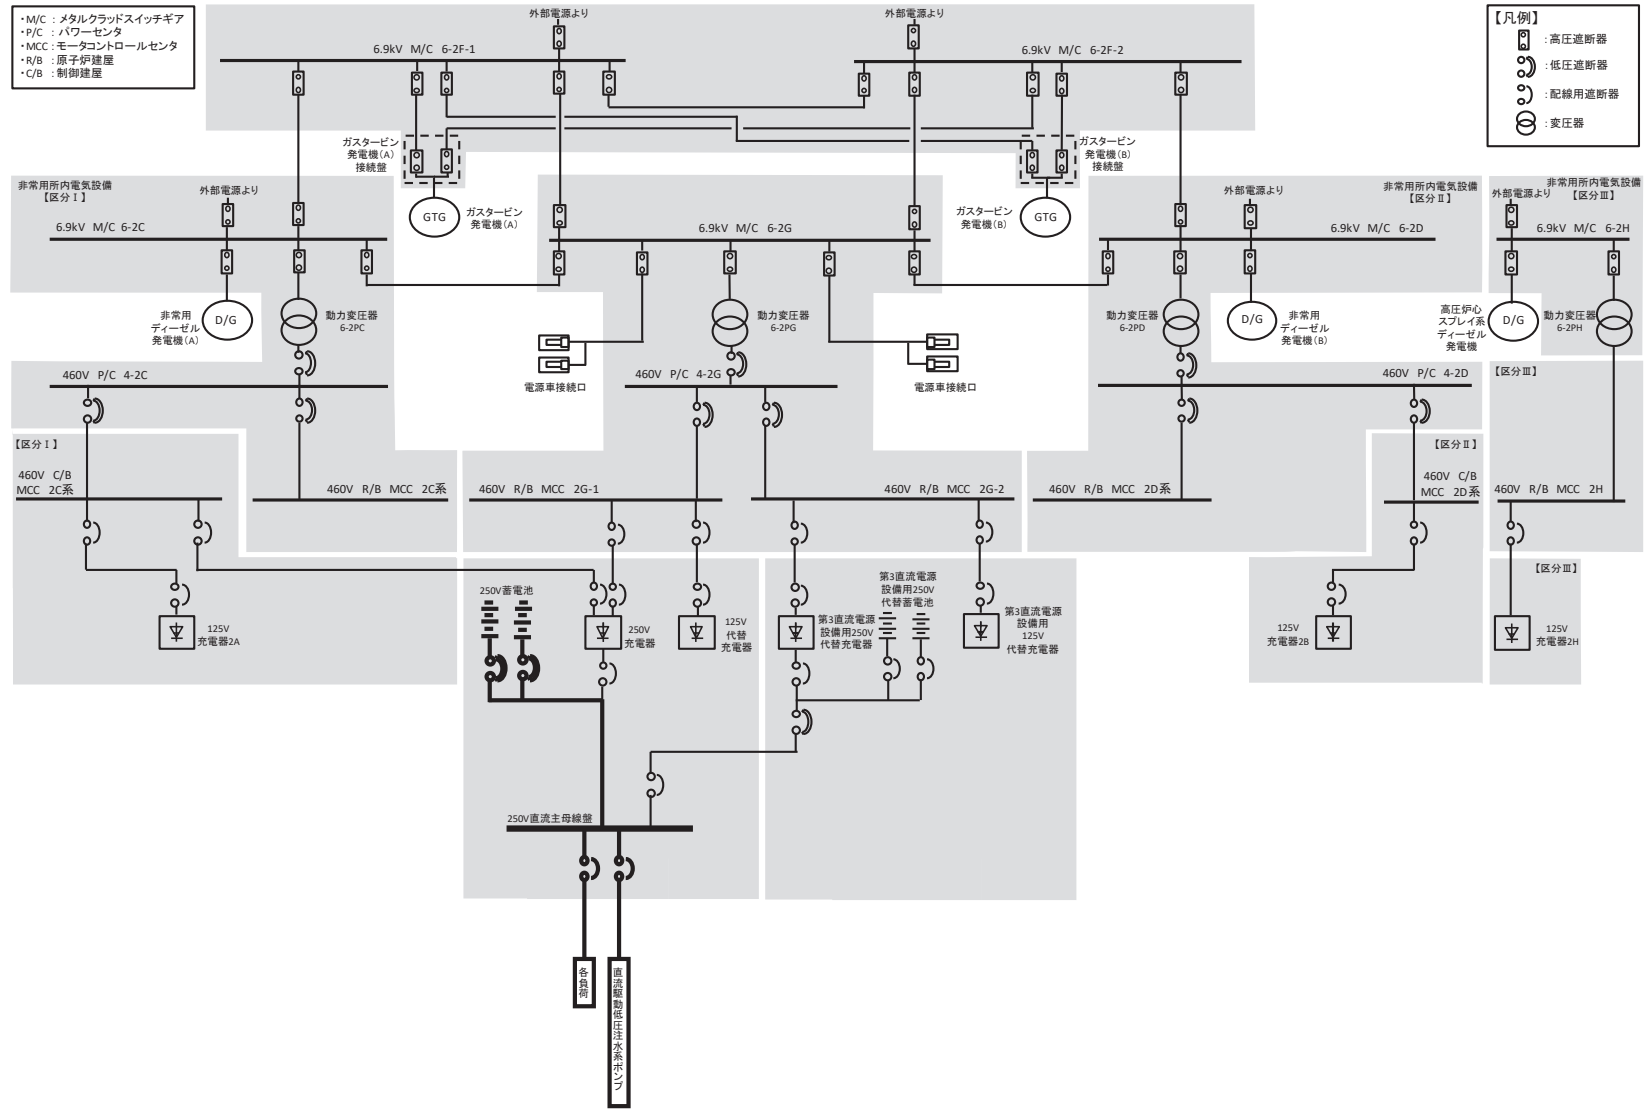 ・M/C : メタルクラッドスイッチギア
・P/C : パワーセンタ
・MCC : モータコントロールセンタ
・R/B : 原子炉建屋
・C/B : 制御建屋
外部電源より
外部電源より
【凡例】
: 高圧遮断器
: 低圧遮断器
: 配線用遮断器
: 変圧器
6.9kV M/C 6-2F-1
6.9kV M/C 6-2F-2
ガスタービン
発電機(A)
接続盤
ガスタービン
発電機(B)
接続盤
非常用所内電気設備
【区分Ⅰ】
外部電源より
6.9kV M/C 6-2C
GTG
ガスタービン
発電機(A)
6.9kV M/C 6-2G
ガスタービン
発電機(B)
GTG
外部電源より
非常用所内電気設備
【区分Ⅱ】
6.9kV M/C 6-2D
非常用所内電気設備
【区分Ⅲ】
外部電源より
6.9kV M/C 6-2H
非常用
ディーゼル
発電機(A)
D/G
動力変圧器
6-2PC
動力変圧器
6-2PG
動力変圧器
6-2PD
D/G
非常用
ディーゼル
発電機(B)
高圧炉心
スプレイ系
ディーゼル
発電機
D/G
動力変圧器
6-2PH
電源車接続口
電源車接続口
460V P/C 4-2C
460V P/C 4-2G
460V P/C 4-2D
【区分Ⅲ】
【区分Ⅰ】
460V C/B
MCC 2C系
460V R/B MCC 2C系
460V R/B MCC 2G-1
460V R/B MCC 2G-2
460V R/B MCC 2D系
【区分Ⅱ】
460V C/B
MCC 2D系
460V R/B MCC 2H
125V
充電器2A
250V蓄電池
250V
充電器
125V
代替
充電器
第3直流電源
設備用250V
代替充電器
第3直流電源
設備用250V
代替蓄電池
第3直流電源
設備用
125V
代替充電器
125V
充電器2B
【区分Ⅲ】
125V
充電器2H
250V直流主母線盤
各負荷
直流駆動低圧注水系ポンプ